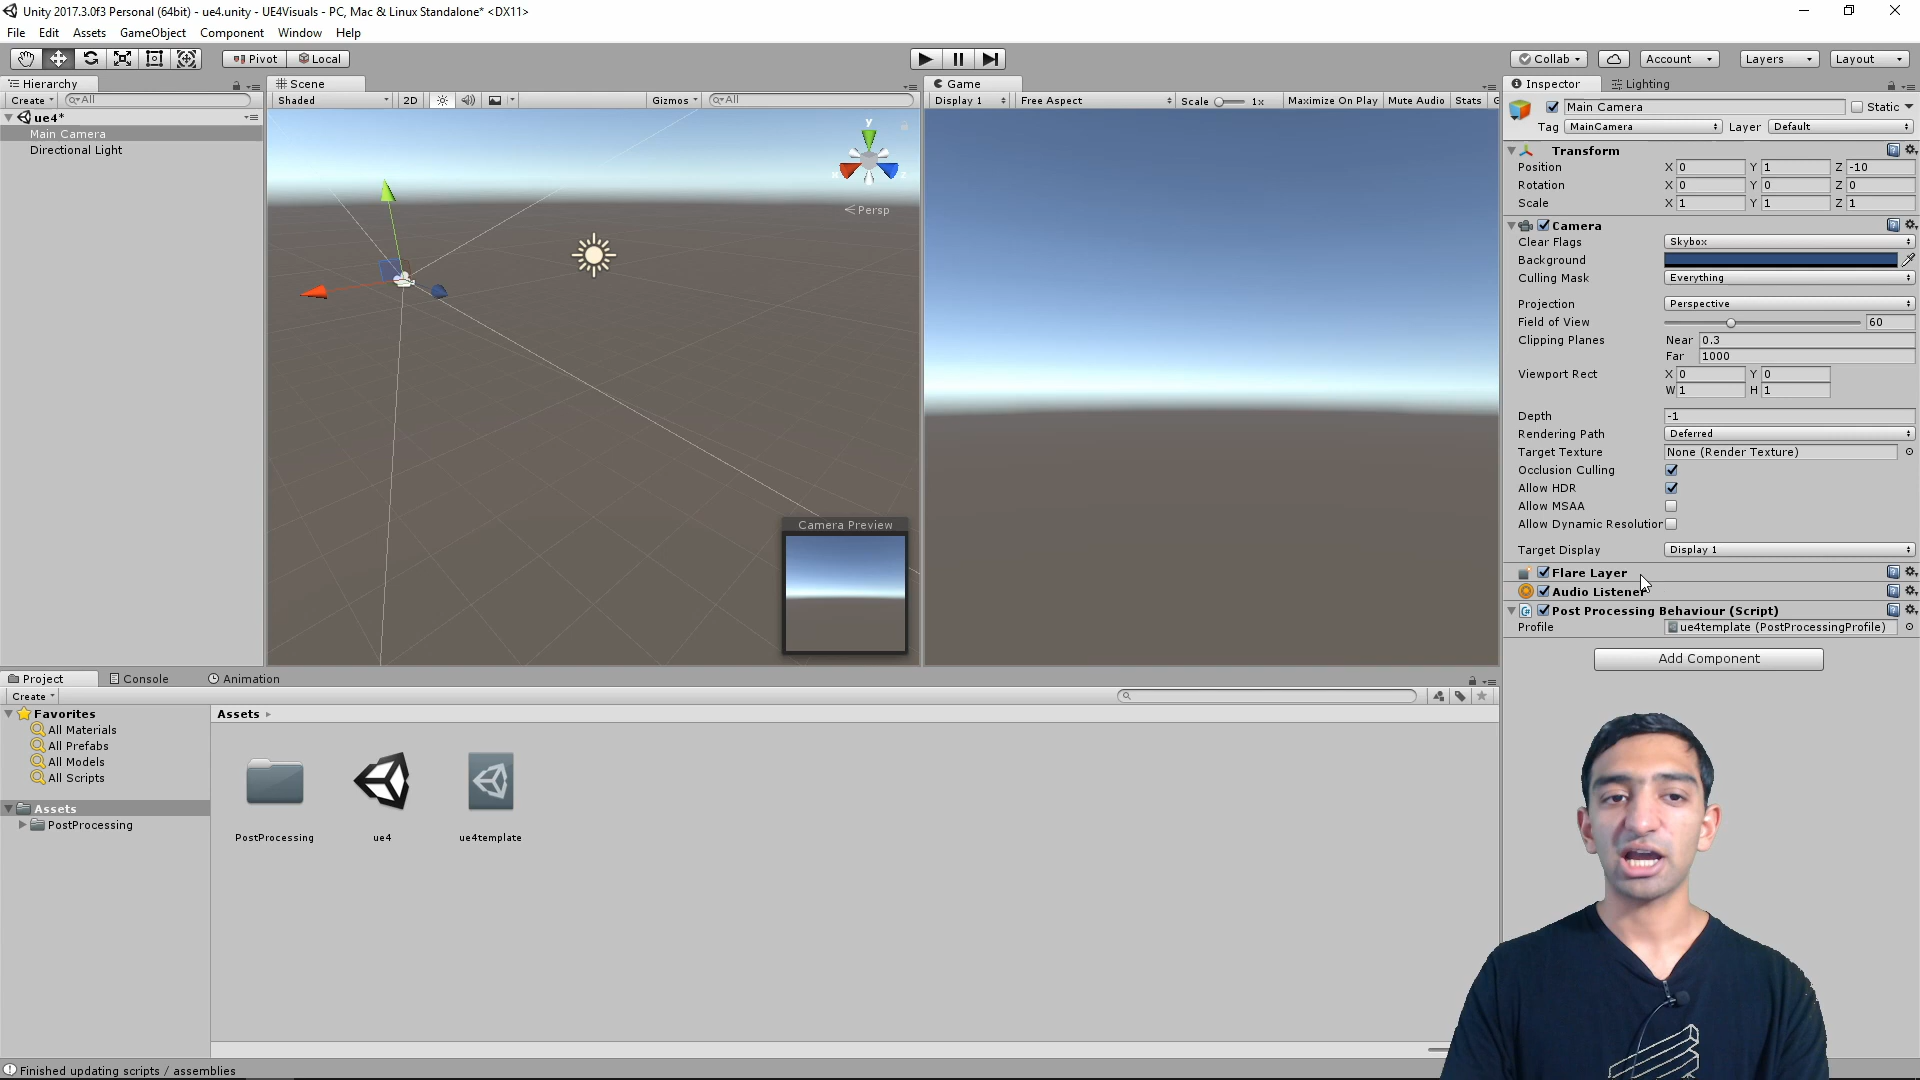 Unity 2017.3.0f3 Personal (64bit) - ue4.unity - UE4Visuals - PC, Mac & Linux Standalone* <DX11>
File Edit Assets GameObject Component Window Help
Pivot Local Collab Account Layers Layout
Hierarchy
Create All
ue4*
Main Camera
Directional Light
Scene
Shaded 2D Gizmos All
y
x z
Persp
Camera Preview
Game
Display 1 Free Aspect Scale 1x Maximize On Play Mute Audio Stats G
Inspector Lighting
Main Camera Static
Tag MainCamera Layer Default
Transform
Position X 0 Y 1 Z -10
Rotation X 0 Y 0 Z 0
Scale X 1 Y 1 Z 1
Camera
Clear Flags Skybox
Background
Culling Mask Everything
Projection Perspective
Field of View 60
Clipping Planes Near 0.3
Far 1000
Viewport Rect X 0 Y 0
W 1 H 1
Depth -1
Rendering Path Deferred
Target Texture None (Render Texture)
Occlusion Culling
Allow HDR
Allow MSAA
Allow Dynamic Resolution
Target Display Display 1
Flare Layer
Audio Listener
Post Processing Behaviour (Script)
Profile ue4template (PostProcessingProfile)
Add Component
Project Console Animation
Create
Favorites
All Materials
All Prefabs
All Models
All Scripts
Assets
PostProcessing
Assets
PostProcessing ue4 ue4template
Finished updating scripts / assemblies